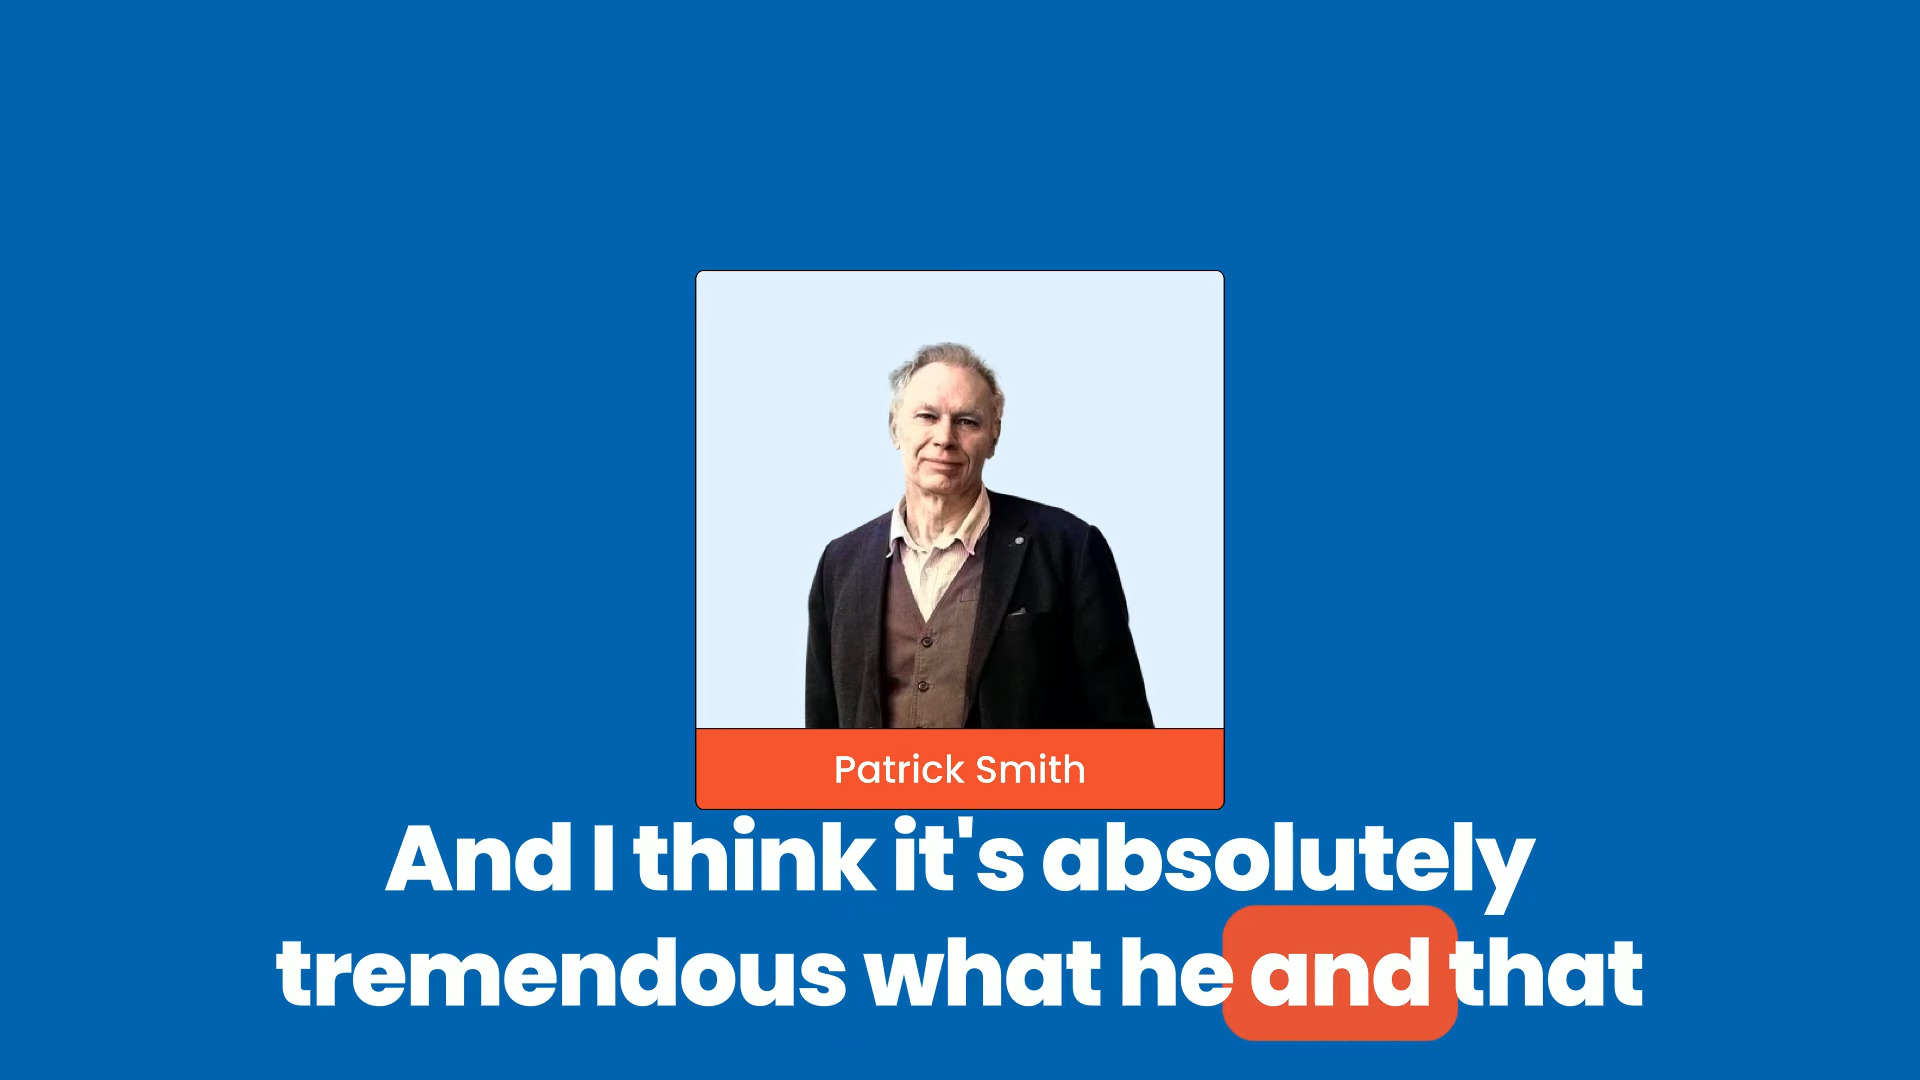 Patrick Smith
And I think it's absolutely
tremendous what he and that